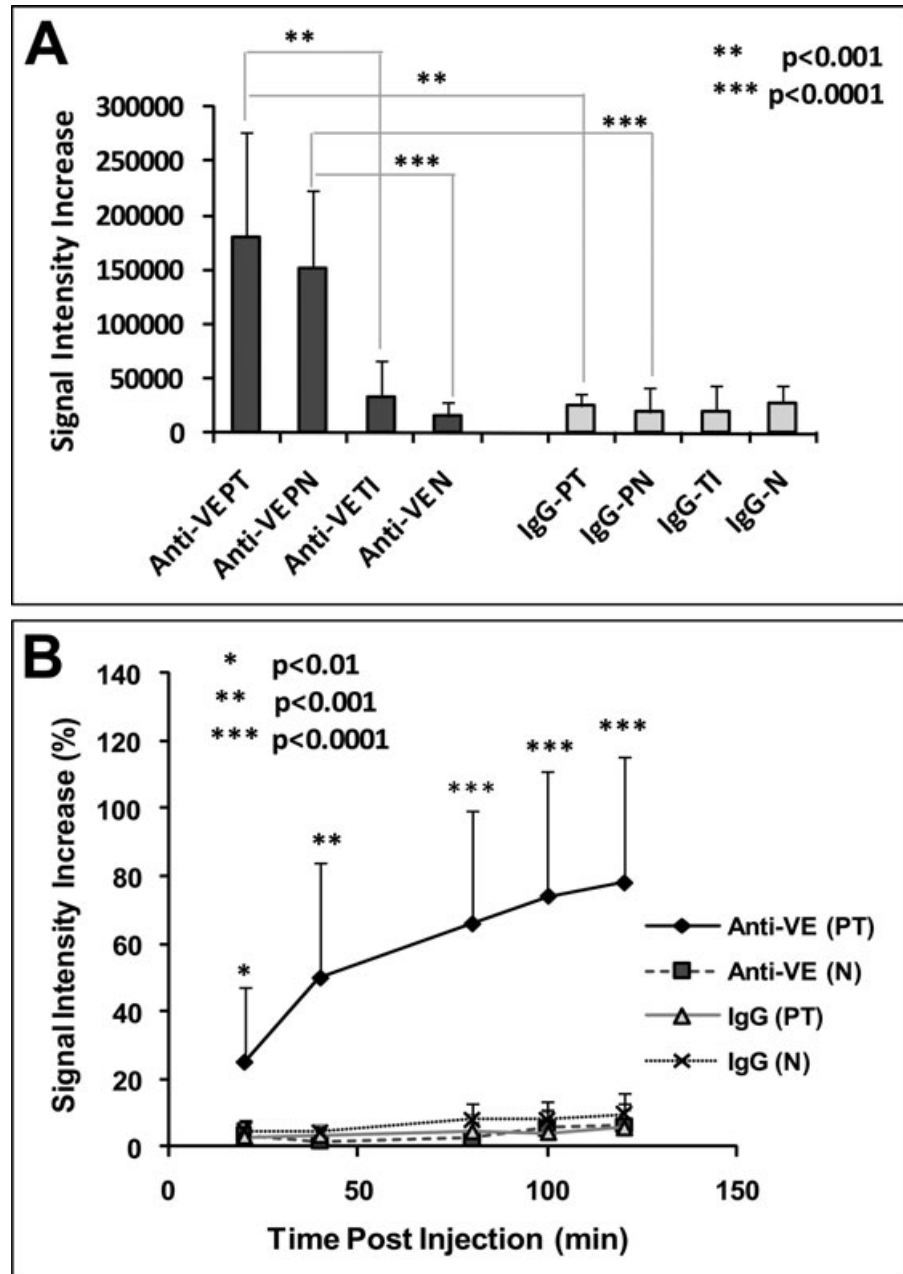 A
** p<0.001
*** p<0.0001
**
**
***
***
Signal Intensity Increase
300000
250000
200000
150000
100000
50000
0
Anti-VEPT
Anti-VEPN
Anti-VETI
Anti-VEN
IgG-PT
IgG-PN
IgG-TI
IgG-N
B
* p<0.01
** p<0.001
*** p<0.0001
Signal Intensity Increase (%)
140
120
100
80
60
40
20
0
*
**
***
***
***
Anti-VE (PT)
Anti-VE (N)
IgG (PT)
IgG (N)
0 50 100 150
Time Post Injection (min)